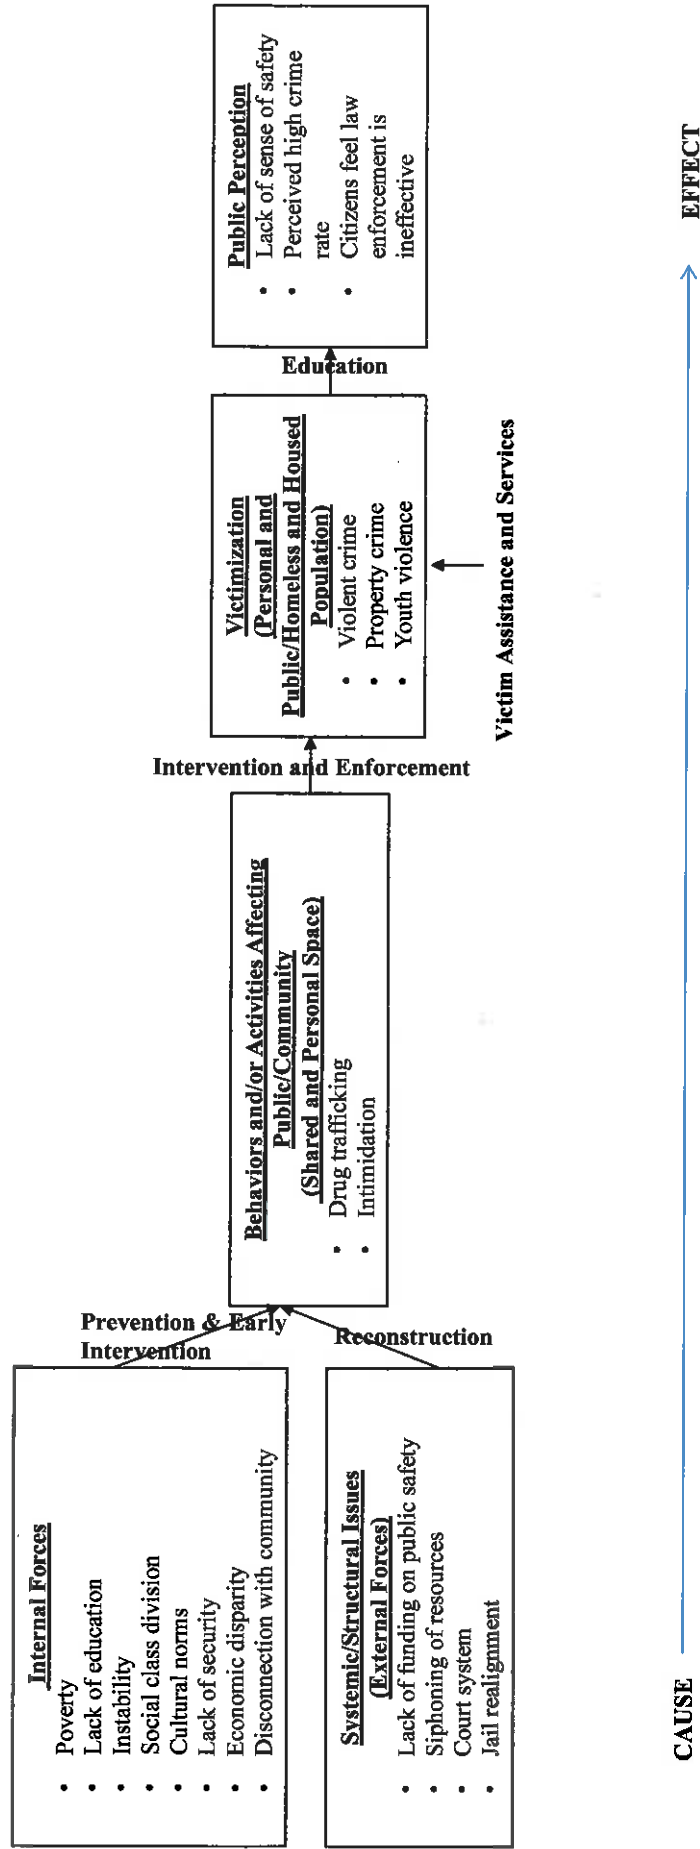 Internal Forces
• Poverty
• Lack of education
• Instability
• Social class division
• Cultural norms
• Lack of security
• Economic disparity
• Disconnection with community
Systemic/Structural Issues
(External Forces)
• Lack of funding on public safety
• Siphoning of resources
• Court system
• Jail realignment
Prevention & Early
Intervention
Reconstruction
Behaviors and/or Activities Affecting
Public/Community
(Shared and Personal Space)
• Drug trafficking
• Intimidation
Intervention and Enforcement
Victimization
(Personal and
Public/Homeless and Housed
Population)
• Violent crime
• Property crime
• Youth violence
Victim Assistance and Services
Education
Public Perception
• Lack of sense of safety
• Perceived high crime
rate
• Citizens feel law
enforcement is
ineffective
CAUSE
EFFECT